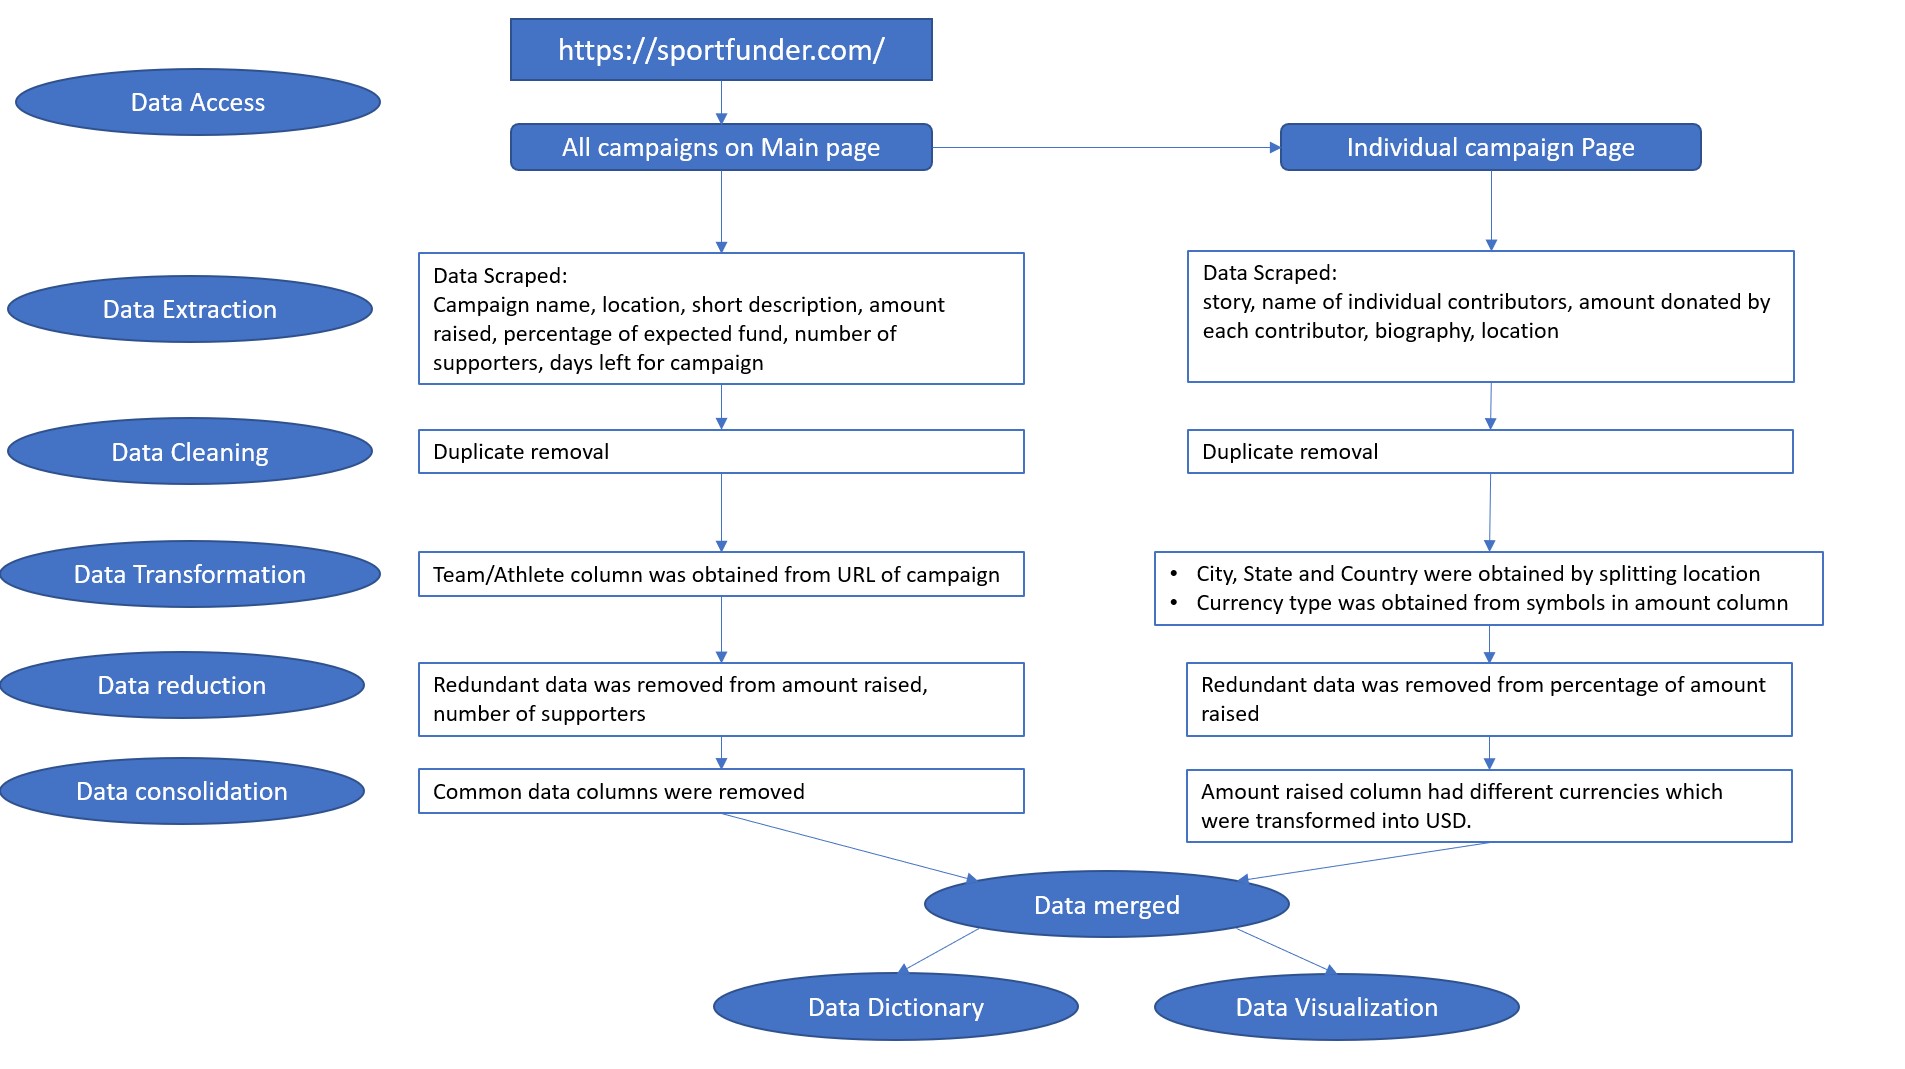 https://sportfunder.com/
Data Access
All campaigns on Main page
Individual campaign Page
Data Extraction
Data Scraped:
Campaign name, location, short description, amount
raised, percentage of expected fund, number of
supporters, days left for campaign
Data Scraped:
story, name of individual contributors, amount donated by
each contributor, biography, location
Data Cleaning
Duplicate removal
Duplicate removal
Data Transformation
Team/Athlete column was obtained from URL of campaign
• City, State and Country were obtained by splitting location
• Currency type was obtained from symbols in amount column
Data reduction
Redundant data was removed from amount raised,
number of supporters
Redundant data was removed from percentage of amount
raised
Data consolidation
Common data columns were removed
Amount raised column had different currencies which
were transformed into USD.
Data merged
Data Dictionary
Data Visualization